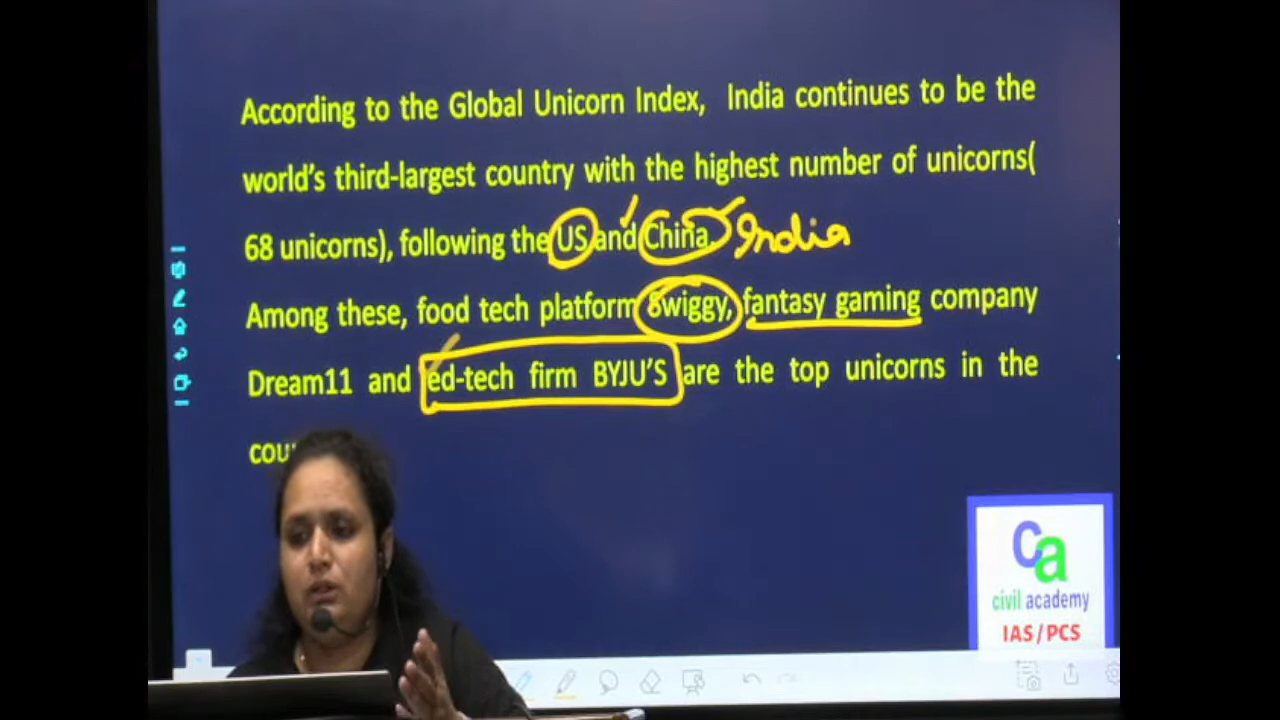 According to the Global Unicorn Index, India continues to be the
world's third-largest country with the highest number of unicorns(
68 unicorns), following the US and China. India
Among these, food tech platform Swiggy, fantasy gaming company
Dream11 and ed-tech firm BYJU'S are the top unicorns in the
ca
civil academy
IAS/PCS